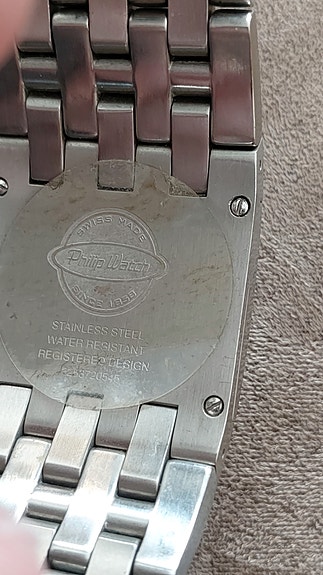 SWISS MADE
Philip Watch
SINCE 1858
STAINLESS STEEL
WATER RESISTANT
REGISTERED DESIGN